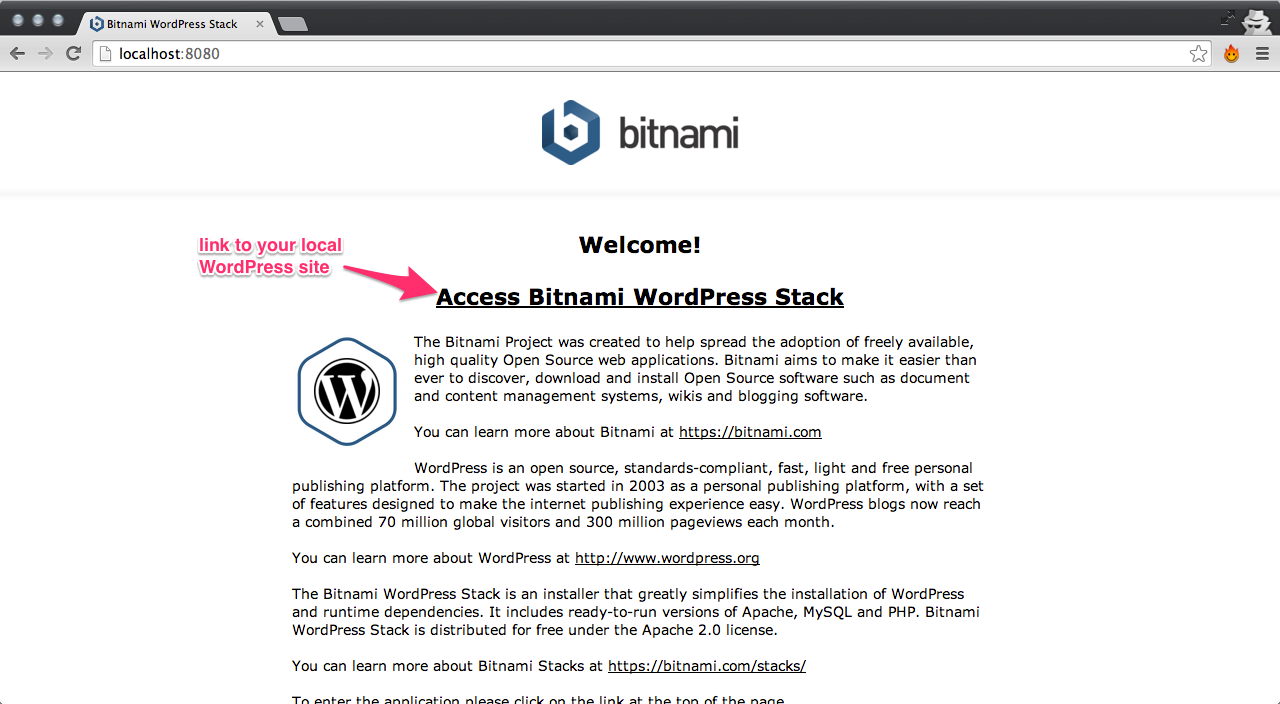 Bitnami WordPress Stack
localhost:8080
bitnami
link to your local
WordPress site
Welcome!
Access Bitnami WordPress Stack
The Bitnami Project was created to help spread the adoption of freely available,
high quality Open Source web applications. Bitnami aims to make it easier than
ever to discover, download and install Open Source software such as document
and content management systems, wikis and blogging software.
You can learn more about Bitnami at https://bitnami.com
WordPress is an open source, standards-compliant, fast, light and free personal
publishing platform. The project was started in 2003 as a personal publishing platform, with a set
of features designed to make the internet publishing experience easy. WordPress blogs now reach
a combined 70 million global visitors and 300 million pageviews each month.
You can learn more about WordPress at http://www.wordpress.org
The Bitnami WordPress Stack is an installer that greatly simplifies the installation of WordPress
and runtime dependencies. It includes ready-to-run versions of Apache, MySQL and PHP. Bitnami
WordPress Stack is distributed for free under the Apache 2.0 license.
You can learn more about Bitnami Stacks at https://bitnami.com/stacks/
To enter the application please click on the link at the top of the page